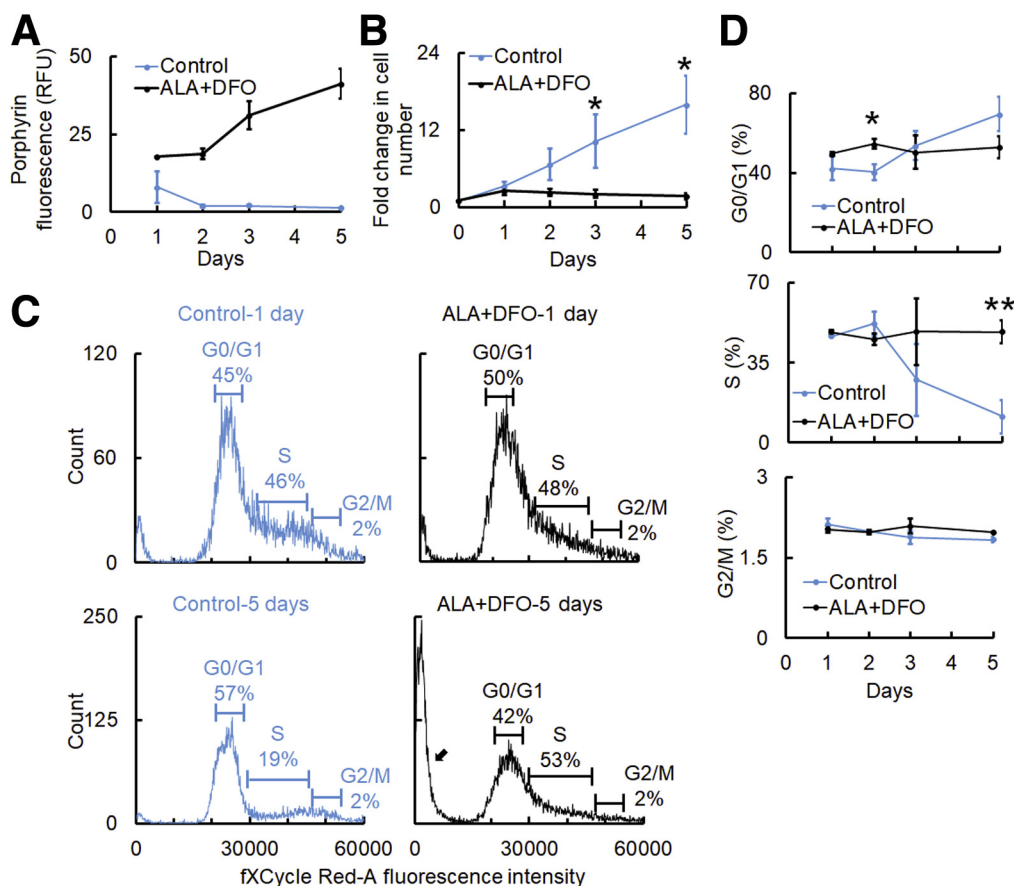 A
Porphyrin
fluorescence (RFU)
50
25
0
Control
ALA+DFO
0
1
2
3
4
5
Days
B
Fold change in cell
number
24
12
0
Control
ALA+DFO
*
*
0
1
2
3
4
5
Days
C
Control-1 day
Count
120
60
0
G0/G1
45%
S
46%
G2/M
2%
ALA+DFO-1 day
G0/G1
50%
S
48%
G2/M
2%
Control-5 days
Count
250
125
0
G0/G1
57%
S
19%
G2/M
2%
0
30000
60000
ALA+DFO-5 days
G0/G1
42%
S
53%
G2/M
2%
0
30000
60000
fXCycle Red-A fluorescence intensity
D
G0/G1 (%)
80
40
0
*
Control
ALA+DFO
S (%)
70
35
0
**
Control
ALA+DFO
G2/M (%)
3
1.5
0
Control
ALA+DFO
0
1
2
3
4
5
Days